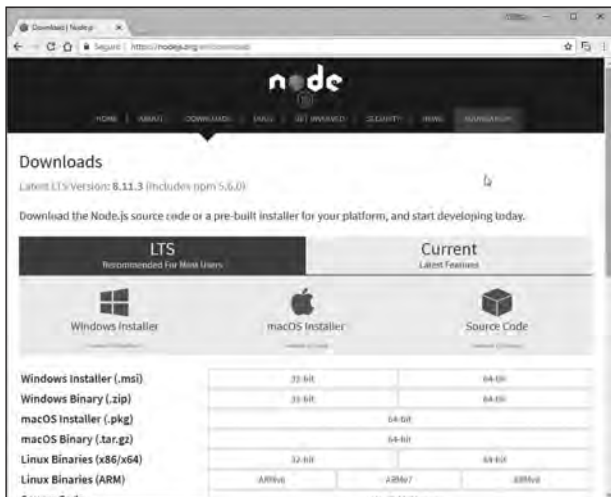 Download | Node.js
Secure | https://nodejs.org/en/download/
node
JS
HOME | ABOUT | DOWNLOADS | DOCS | GET INVOLVED | SECURITY | NEWS | FOUNDATION
Downloads
Latest LTS Version: 8.11.3 (includes npm 5.6.0)
Download the Node.js source code or a pre-built installer for your platform, and start developing today.
LTS
Recommended For Most Users
Current
Latest Features
Windows Installer
macOS Installer
Source Code
Windows Installer (.msi) 32-bit 64-bit
Windows Binary (.zip) 32-bit 64-bit
macOS Installer (.pkg) 64-bit
macOS Binary (.tar.gz) 64-bit
Linux Binaries (x86/x64) 32-bit 64-bit
Linux Binaries (ARM) ARMv6 ARMv7 ARMv8